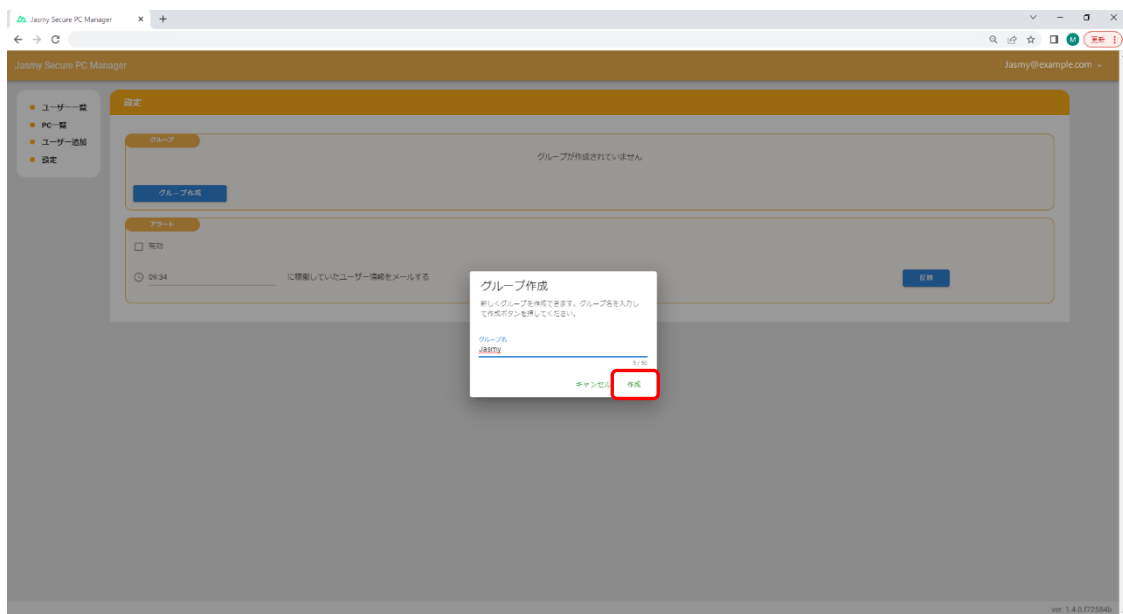 Jasmy Secure PC Manager
更新
Jasmy Secure PC Manager
Jasmy@example.com
ユーザー一覧
PC一覧
ユーザー追加
設定
設定
グループ
グループが作成されていません
グループ作成
アラート
有効
09:34
に稼働していたユーザー情報をメールする
反映
グループ作成
新しくグループを作成できます、グループ名を入力し
て作成ボタンを押してください。
グループ名
Jasmy
5 / 50
キャンセル
作成
ver: 1.4.0.f72584b